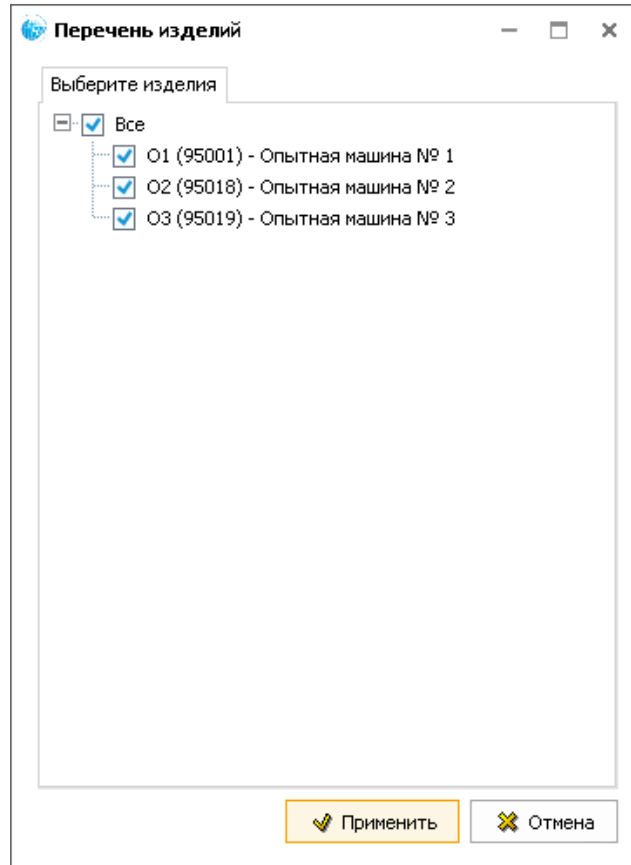 Перечень изделий
Выберите изделия
Все
О1 (95001) - Опытная машина № 1
О2 (95018) - Опытная машина № 2
О3 (95019) - Опытная машина № 3
Применить
Отмена